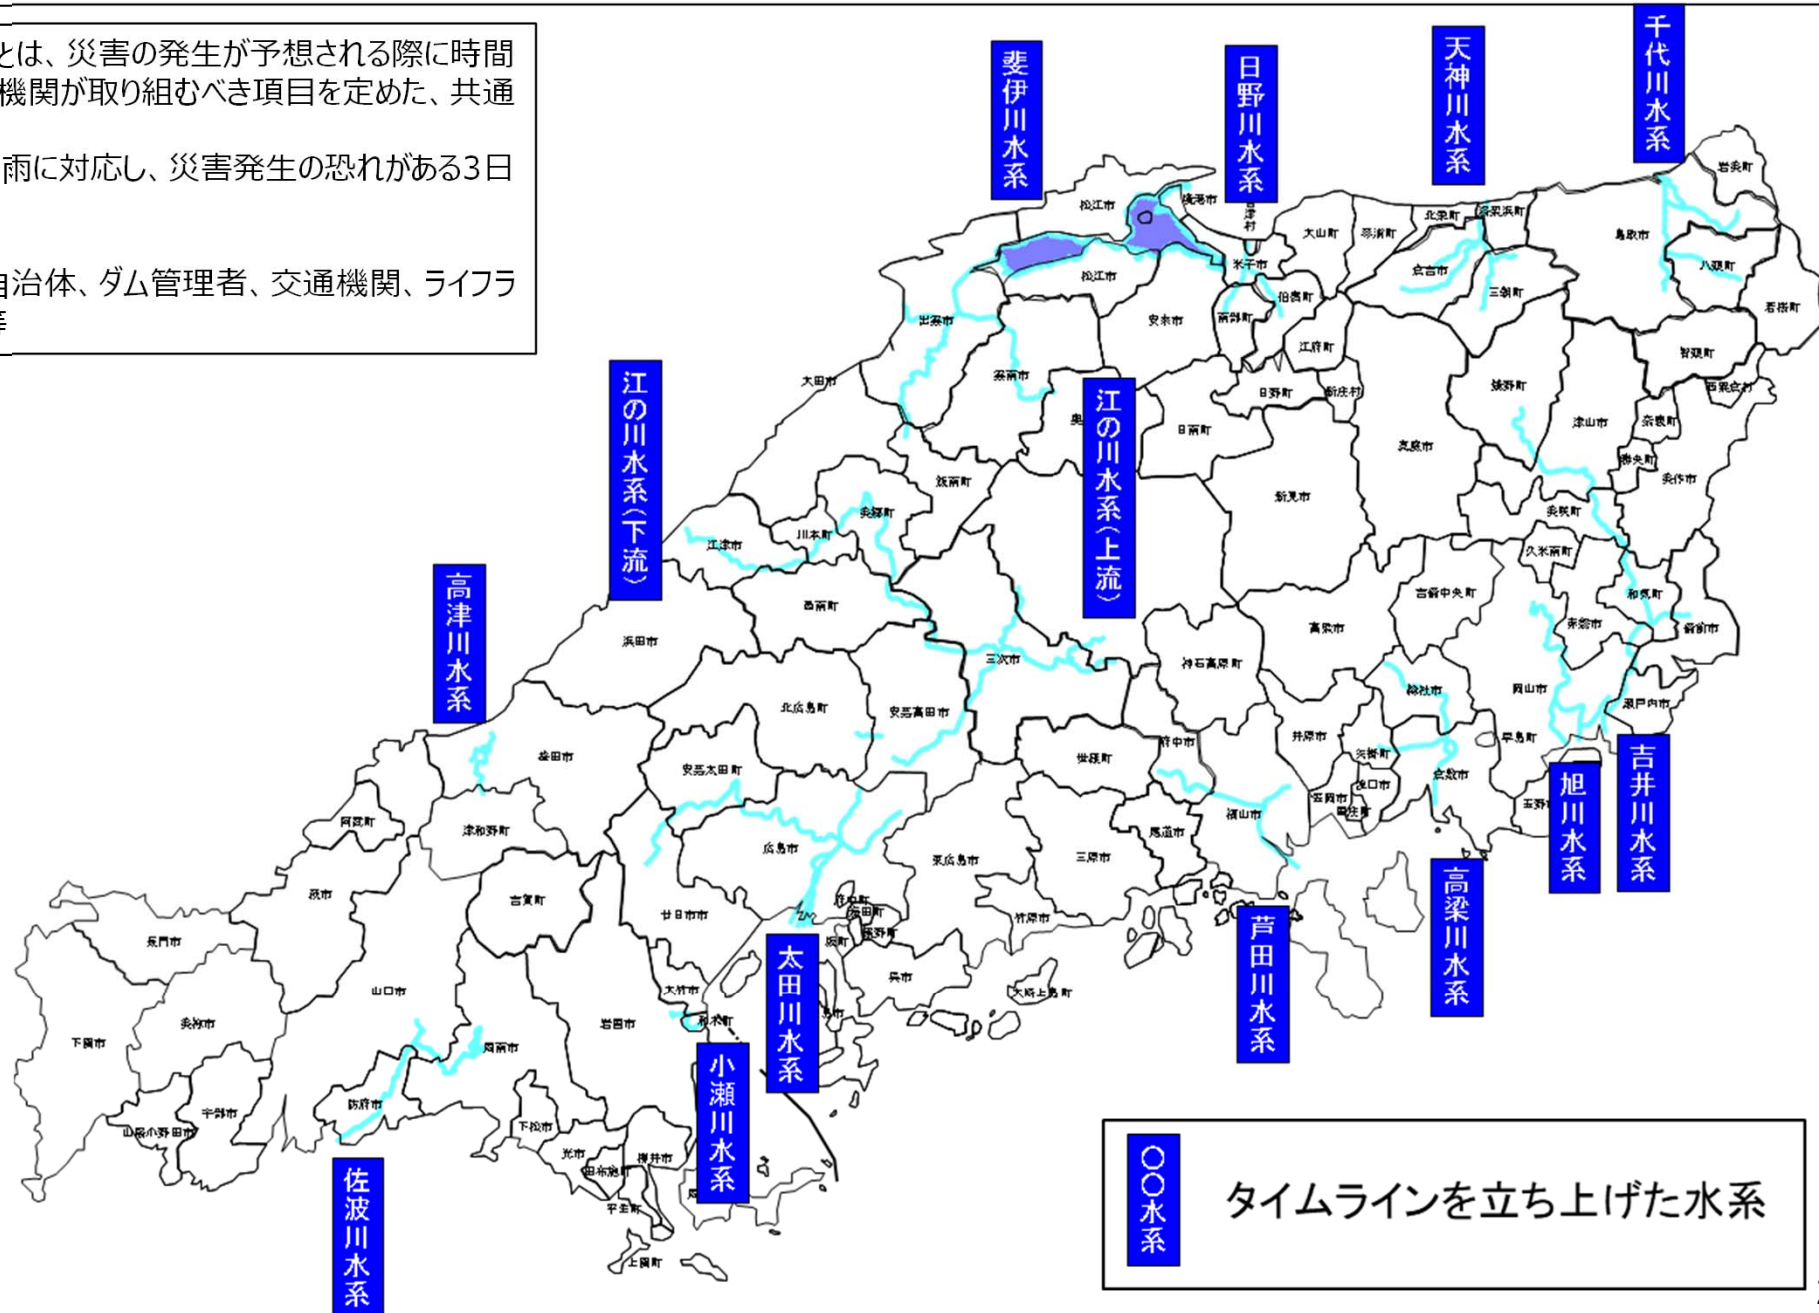 とは、災害の発生が予想される際に時間
機関が取り組むべき項目を定めた、共通
雨に対応し、災害発生の恐れがある3日
自治体、ダム管理者、交通機関、ライフラ
等
千代川水系
天神川水系
日野川水系
斐伊川水系
江の川水系(下流)
江の川水系(上流)
高津川水系
吉井川水系
旭川水系
高梁川水系
芦田川水系
太田川水系
小瀬川水系
佐波川水系
岩美町
鳥取市
八頭町
若桜町
智頭町
北栄町
湯梨浜町
倉吉市
三朝町
琴浦町
大山町
境港市
津村
米子市
伯耆町
南部町
江府町
日野町
日南町
松江市
松江市
安来市
出雲市
雲南市
奥
飯南町
大田市
美郷町
川本町
江津市
邑南町
浜田市
益田市
津和野町
吉賀町
新庄村
真庭市
鏡野町
津山市
西粟倉村
奈義町
勝央町
美作市
美咲町
久米南町
吉備中央町
和気町
赤磐市
備前市
新見市
高梁市
総社市
岡山市
瀬戸内市
早島町
倉敷市
玉野
井原市
矢掛町
浅口市
笠岡市
里庄町
神石高原町
三次市
安芸高田市
北広島町
安芸太田町
広島市
廿日市市
大竹市
府中市
福山市
世羅町
尾道市
三原市
東広島市
竹原市
府中町
海田町
熊野町
坂町
呉市
島市
大崎上島町
阿武町
萩市
長門市
下関市
美祢市
山口市
宇部市
山陽小野田市
防府市
周南市
岩国市
和木町
下松市
光市
田布施町
柳井市
平生町
上関町
〇〇水系
タイムラインを立ち上げた水系